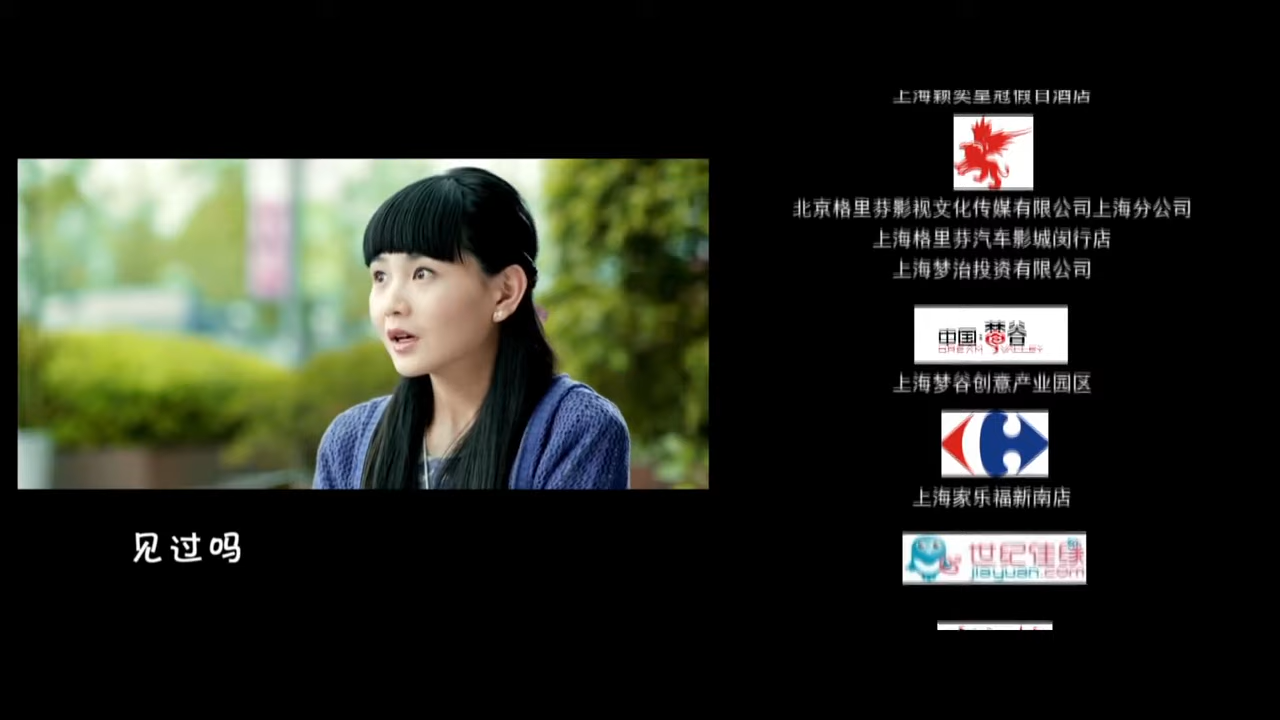 上海颖奕皇冠假日酒店
北京格里芬影视文化传媒有限公司上海分公司
上海格里芬汽车影城闵行店
上海梦治投资有限公司
中国·梦谷
DREAM VALLEY
上海梦谷创意产业园区
上海家乐福新南店
世纪佳缘
jiayuan.com
见过吗